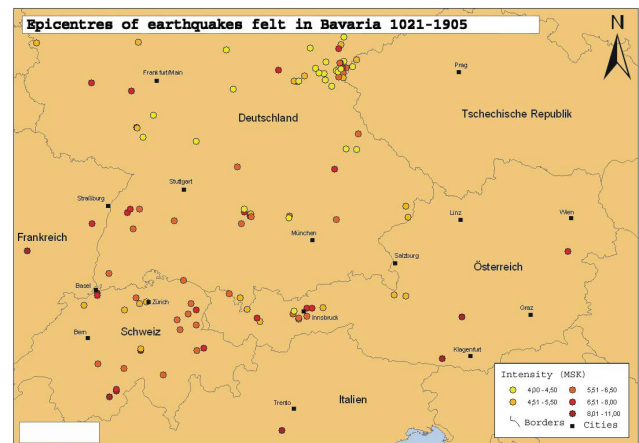 Epicentres of earthquakes felt in Bavaria 1021-1905
N
Frankfurt/Main
Prag
Deutschland
Tschechische Republik
Stuttgart
Straßburg
Linz
Wien
Frankreich
München
Salzburg
Österreich
Basel
Zürich
Innsbruck
Graz
Bern
Schweiz
Klagenfurt
Trento
Italien
Intensity (MSK)
4,00 - 4,50
5,51 - 6,50
4,51 - 5,50
6,51 - 8,00
8,01 - 11,00
Borders
Cities